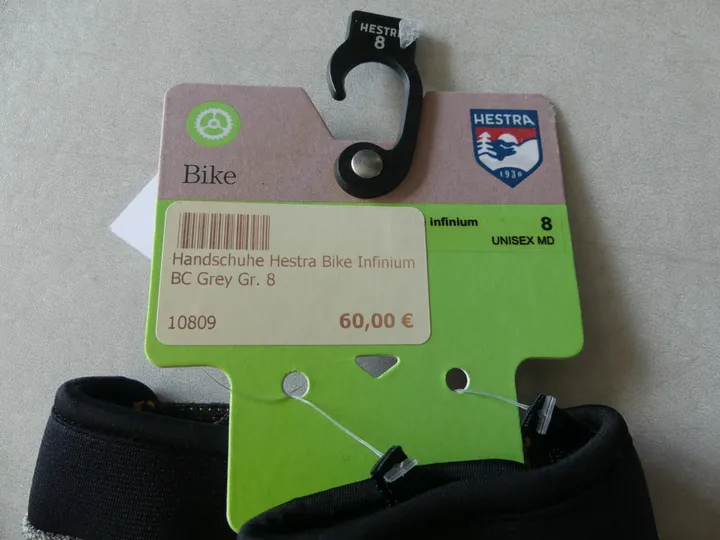 HESTRA
8
HESTRA
1936
Bike
infinium
8
UNISEX MD
Handschuhe Hestra Bike Infinium
BC Grey Gr. 8
10809
60,00 €